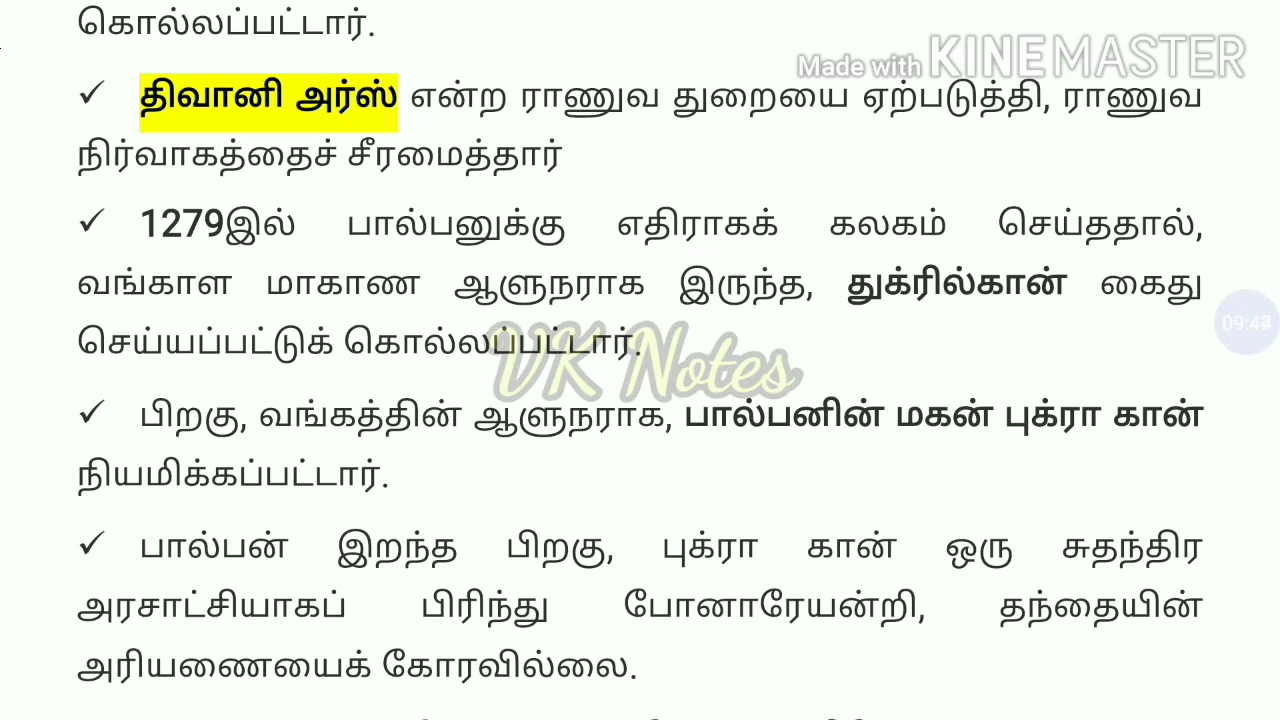 கொல்லப்பட்டார்.
Made with KINEMASTER
✓ திவானி அர்ஸ் என்ற ராணுவ துறையை ஏற்படுத்தி, ராணுவ
நிர்வாகத்தைச் சீரமைத்தார்
✓ 1279இல் பால்பனுக்கு எதிராகக் கலகம் செய்ததால்,
வங்காள மாகாண ஆளுநராக இருந்த, துக்ரில்கான் கைது
செய்யப்பட்டுக் கொல்லப்பட்டார்.
VK Notes
✓ பிறகு, வங்கத்தின் ஆளுநராக, பால்பனின் மகன் புக்ரா கான்
நியமிக்கப்பட்டார்.
✓ பால்பன் இறந்த பிறகு, புக்ரா கான் ஒரு சுதந்திர
அரசாட்சியாகப் பிரிந்து போனாரேயன்றி, தந்தையின்
அரியணையைக் கோரவில்லை.